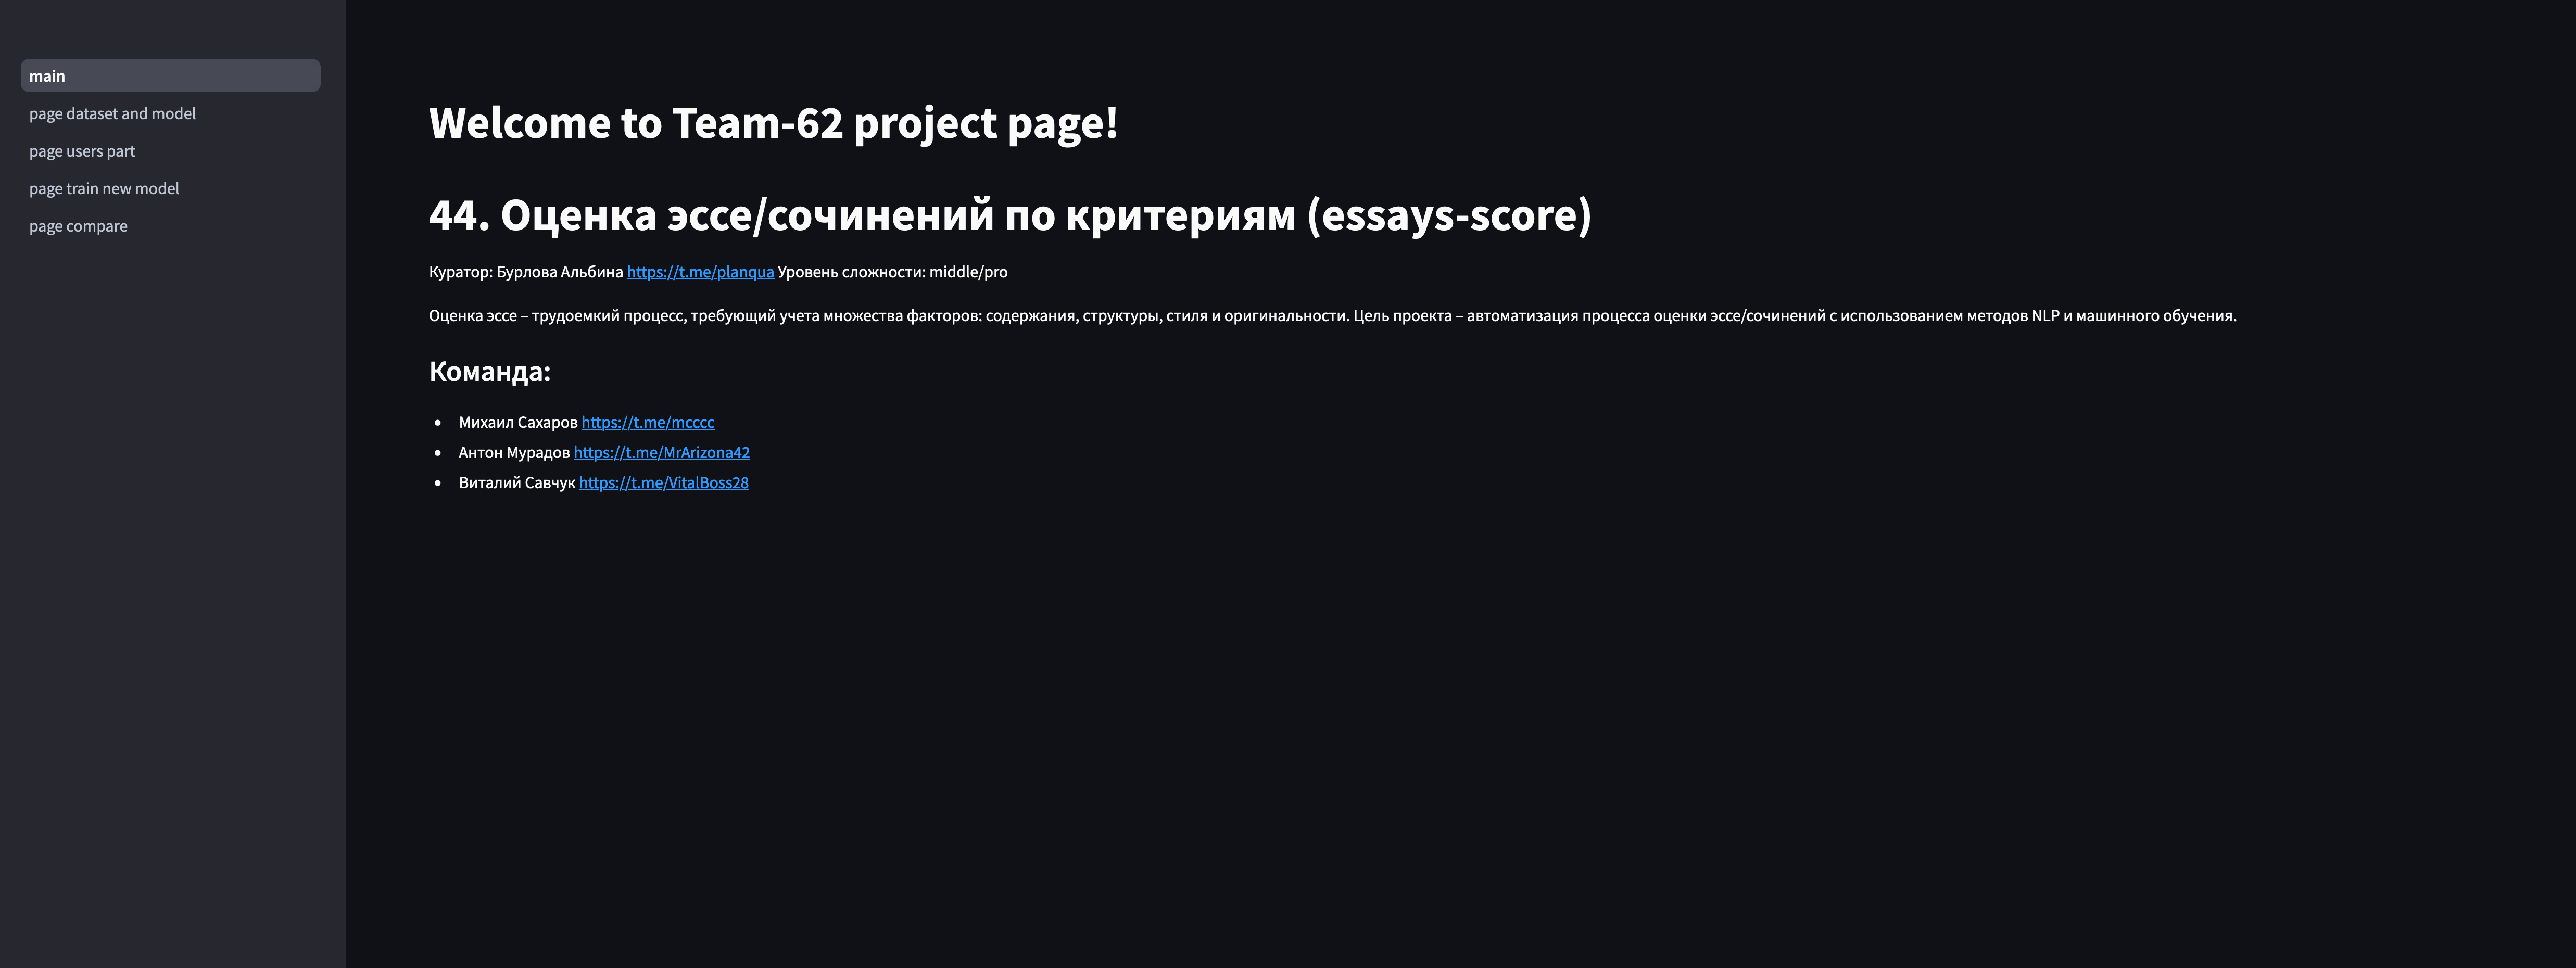 main
page dataset and model
page users part
page train new model
page compare
Welcome to Team-62 project page!
44. Оценка эссе/сочинений по критериям (essays-score)
Куратор: Бурлова Альбина https://t.me/planqua Уровень сложности: middle/pro
Оценка эссе – трудоемкий процесс, требующий учета множества факторов: содержания, структуры, стиля и оригинальности. Цель проекта – автоматизация процесса оценки эссе/сочинений с использованием методов NLP и машинного обучения.
Команда:
Михаил Сахаров https://t.me/mcccc
Антон Мурадов https://t.me/MrArizona42
Виталий Савчук https://t.me/VitalBoss28